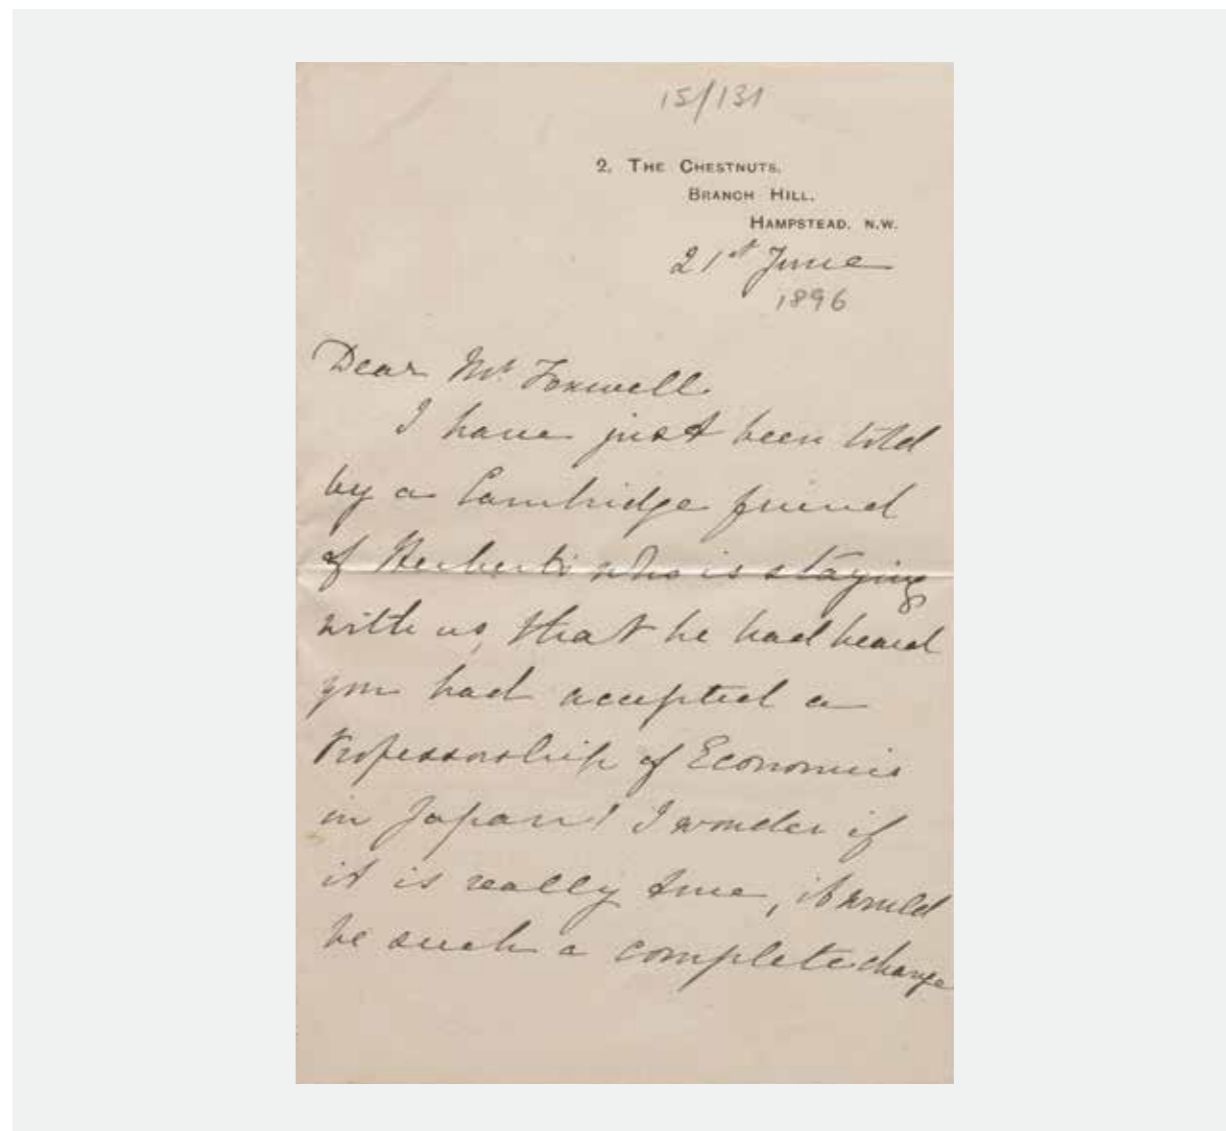 15/131
2, THE CHESTNUTS,
BRANCH HILL,
HAMPSTEAD. N.W.
21st June
1896
Dear Mr Foxwell
I have just been told
by a Cambridge friend
of Herbert's who is staying
with us, that he had heard
you had accepted a
Professorship of Economics
in Japan! I wonder if
it is really true, it would
be such a complete change